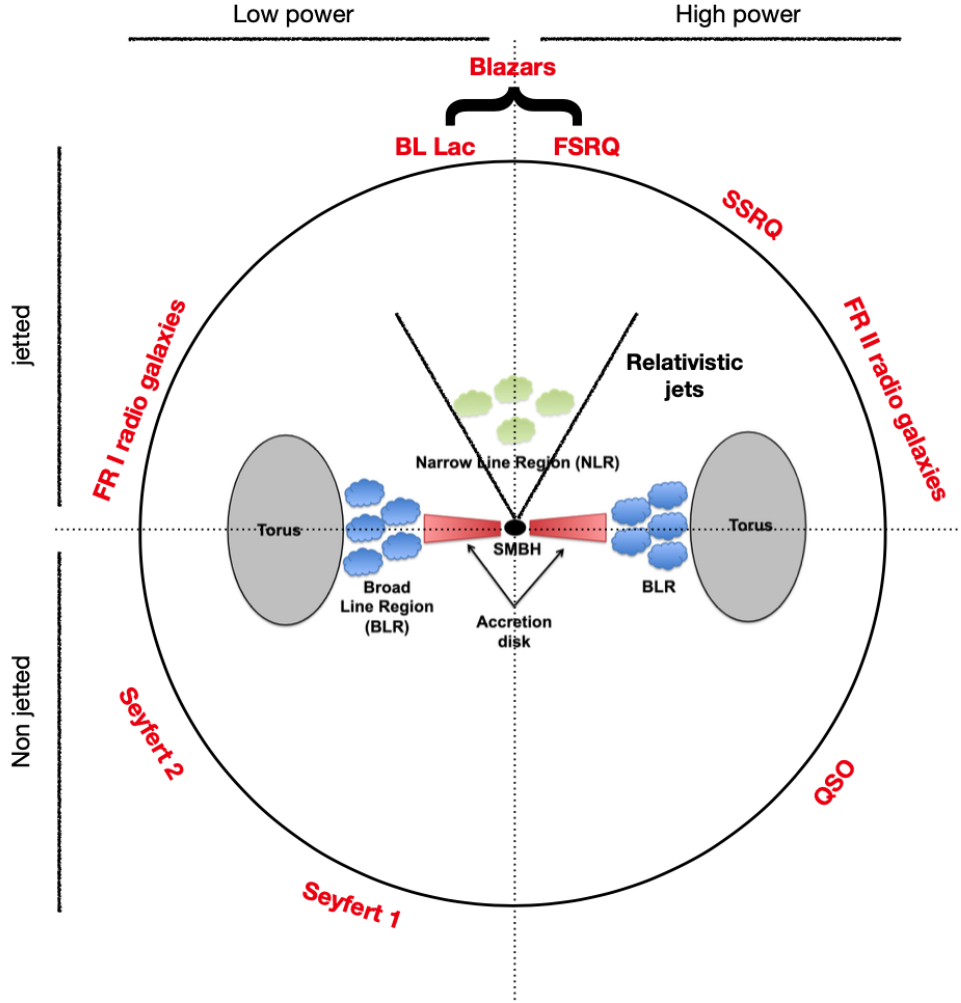 Low power
High power
Blazars
BL Lac
FSRQ
SSRQ
jetted
FR I radio galaxies
FR II radio galaxies
Relativistic
jets
Narrow Line Region (NLR)
Torus
Torus
SMBH
Broad
Line Region
(BLR)
BLR
Accretion
disk
Non jetted
Seyfert 2
QSO
Seyfert 1